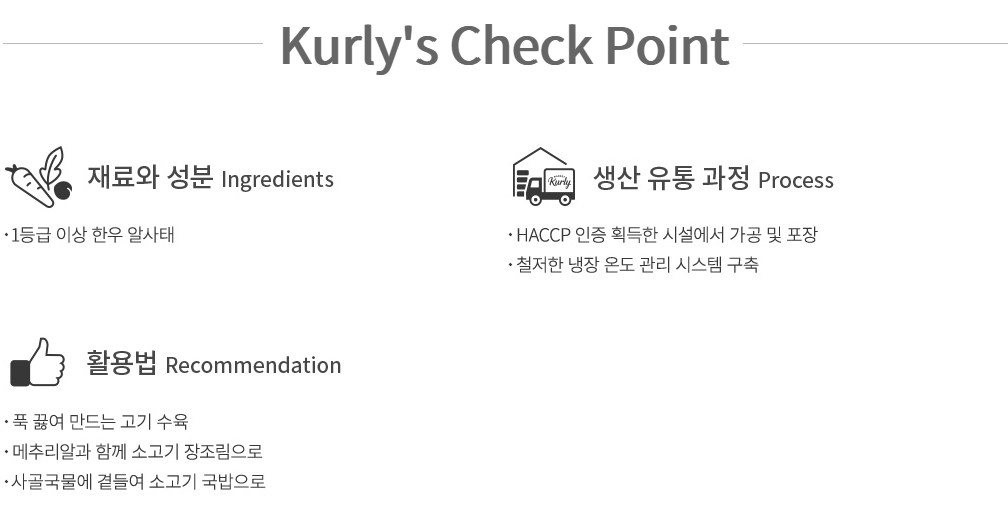 Kurly's Check Point
재료와 성분 Ingredients
·1등급 이상 한우 알사태
Kurly
생산 유통 과정 Process
·HACCP 인증 획득한 시설에서 가공 및 포장
·철저한 냉장 온도 관리 시스템 구축
활용법 Recommendation
·푹 끓여 만드는 고기 수육
·메추리알과 함께 소고기 장조림으로
·사골국물에 곁들여 소고기 국밥으로